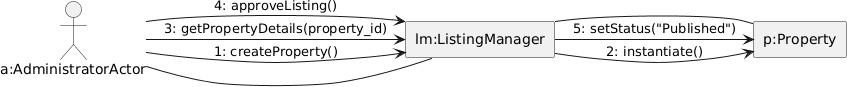 4: approveListing()
3: getPropertyDetails(property_id)
1: createProperty()
a:AdministratorActor
lm:ListingManager
5: setStatus("Published")
2: instantiate()
p:Property